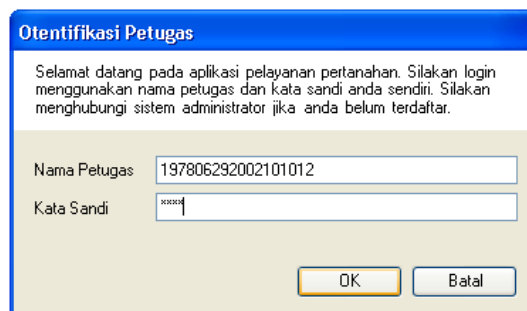 Otentifikasi Petugas
Selamat datang pada aplikasi pelayanan pertanahan. Silakan login
menggunakan nama petugas dan kata sandi anda sendiri. Silakan
menghubungi sistem administrator jika anda belum terdaftar.
Nama Petugas 197806292002101012
Kata Sandi ****
OK Batal